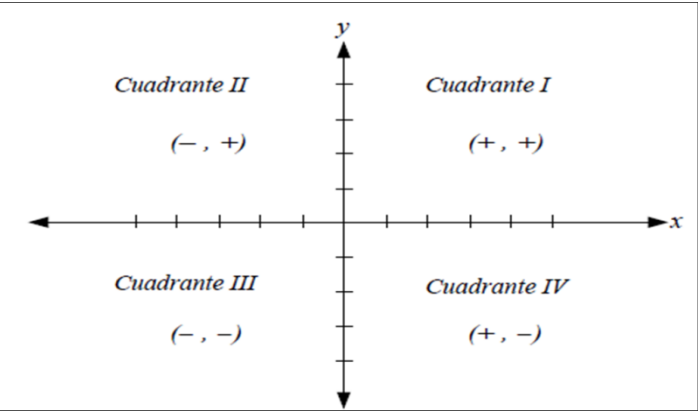 y
Cuadrante II
Cuadrante I
(– , +)
(+ , +)
x
Cuadrante III
Cuadrante IV
(– , –)
(+ , –)